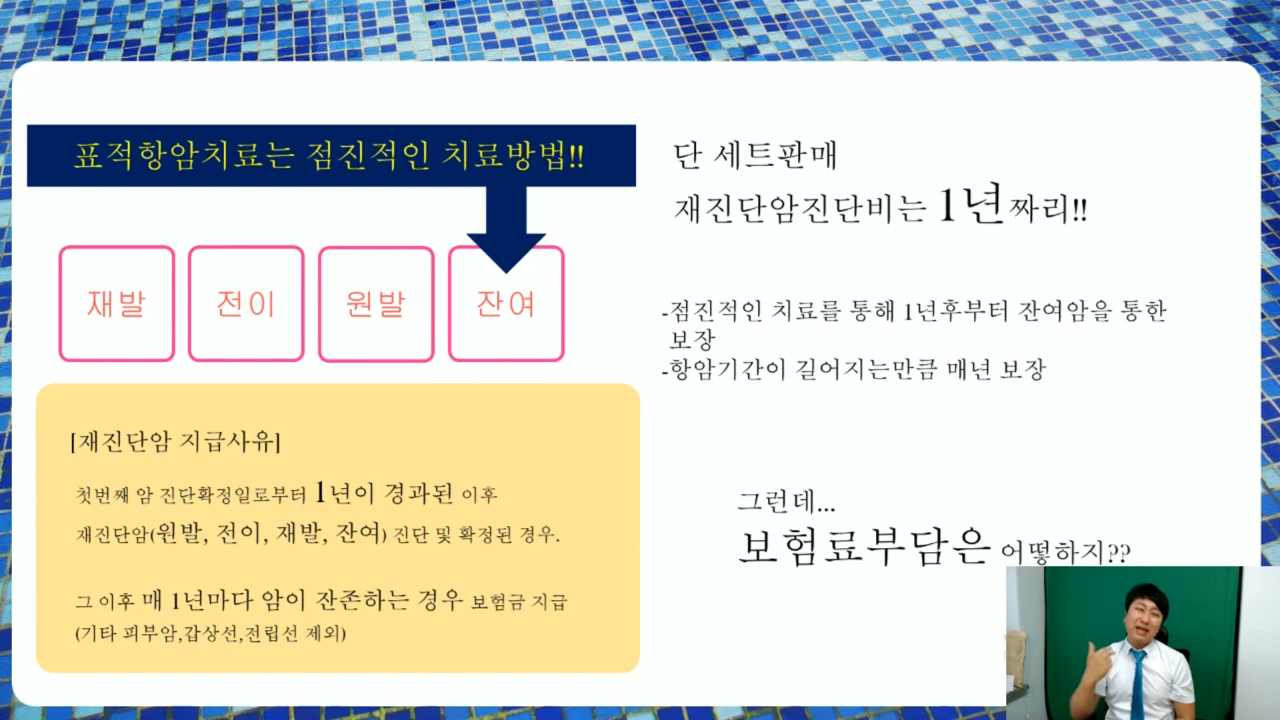 표적항암치료는 점진적인 치료방법!!
재발
전이
원발
잔여
[재진단암 지급사유]
첫번째 암 진단확정일로부터 1년이 경과된 이후
재진단암(원발, 전이, 재발, 잔여) 진단 및 확정된 경우.
그 이후 매 1년마다 암이 잔존하는 경우 보험금 지급
(기타 피부암,갑상선,전립선 제외)
단 세트판매
재진단암진단비는 1년짜리!!
-점진적인 치료를 통해 1년후부터 잔여암을 통한
보장
-항암기간이 길어지는만큼 매년 보장
그런데...
보험료부담은 어떻하지??